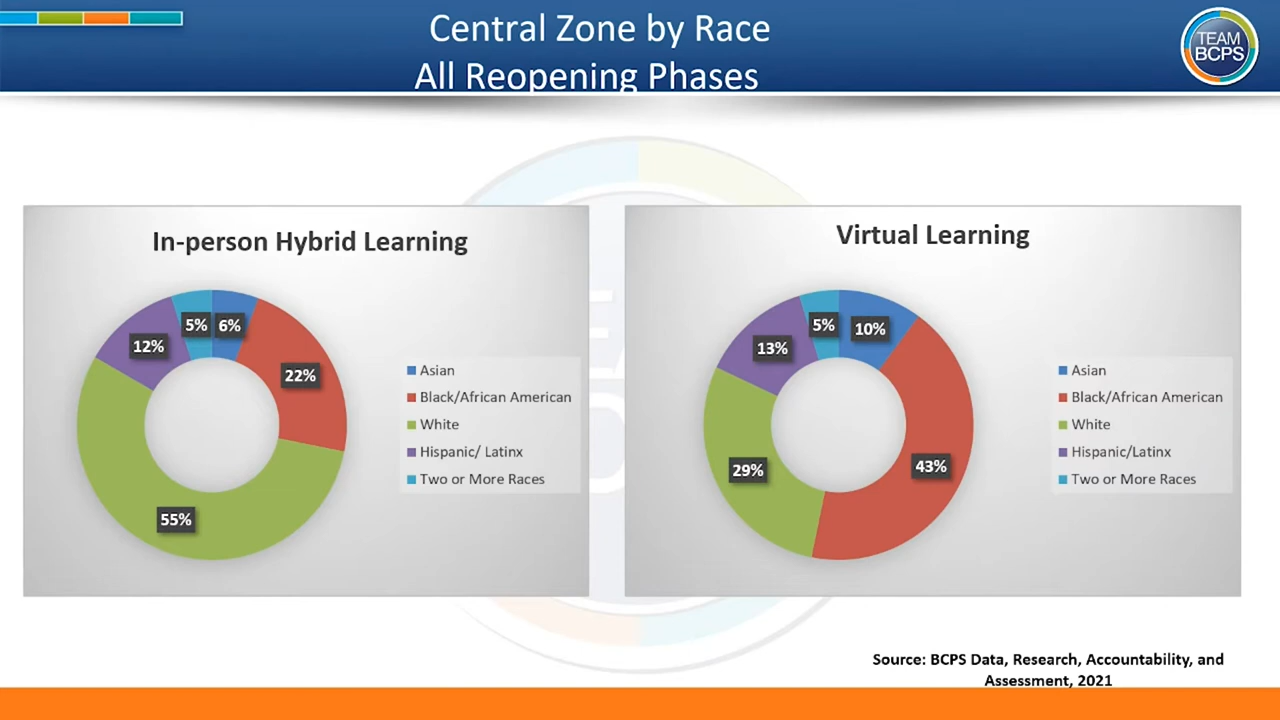 Central Zone by Race
All Reopening Phases
TEAM
BCPS
In-person Hybrid Learning
5%
6%
12%
22%
55%
Asian
Black/African American
White
Hispanic/ Latinx
Two or More Races
Virtual Learning
5%
10%
13%
29%
43%
Asian
Black/African American
White
Hispanic/Latinx
Two or More Races
Source: BCPS Data, Research, Accountability, and
Assessment, 2021